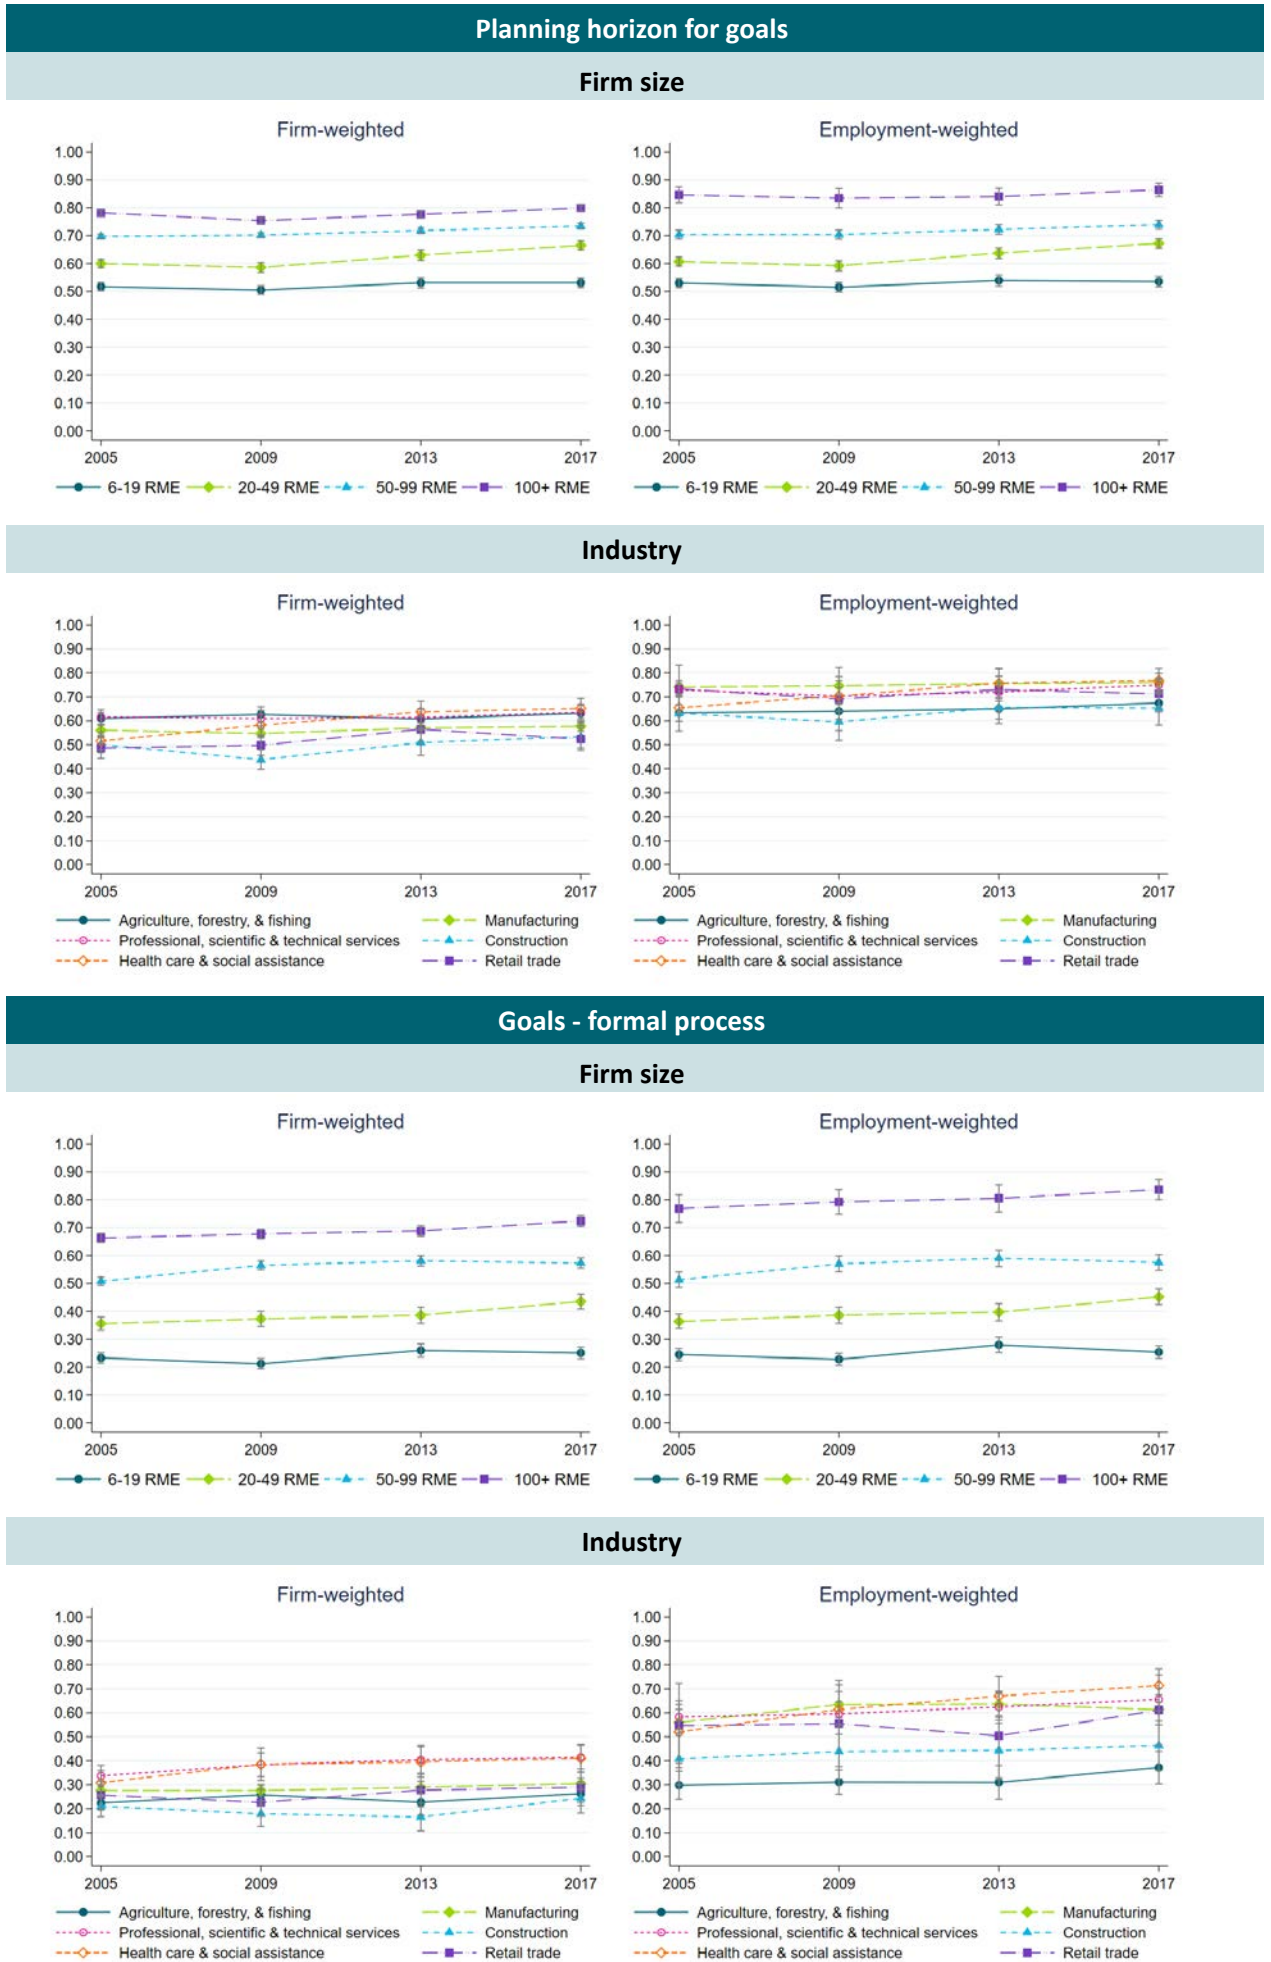 Planning horizon for goals
Firm size
Firm-weighted
Employment-weighted
1.00
0.90
0.80
0.70
0.60
0.50
0.40
0.30
0.20
0.10
0.00
2005 2009 2013 2017
6-19 RME 20-49 RME 50-99 RME 100+ RME
1.00
0.90
0.80
0.70
0.60
0.50
0.40
0.30
0.20
0.10
0.00
2005 2009 2013 2017
6-19 RME 20-49 RME 50-99 RME 100+ RME
Industry
Firm-weighted
Employment-weighted
1.00
0.90
0.80
0.70
0.60
0.50
0.40
0.30
0.20
0.10
0.00
2005 2009 2013 2017
Agriculture, forestry, & fishing Manufacturing
Professional, scientific & technical services Construction
Health care & social assistance Retail trade
1.00
0.90
0.80
0.70
0.60
0.50
0.40
0.30
0.20
0.10
0.00
2005 2009 2013 2017
Agriculture, forestry, & fishing Manufacturing
Professional, scientific & technical services Construction
Health care & social assistance Retail trade
Goals - formal process
Firm size
Firm-weighted
Employment-weighted
1.00
0.90
0.80
0.70
0.60
0.50
0.40
0.30
0.20
0.10
0.00
2005 2009 2013 2017
6-19 RME 20-49 RME 50-99 RME 100+ RME
1.00
0.90
0.80
0.70
0.60
0.50
0.40
0.30
0.20
0.10
0.00
2005 2009 2013 2017
6-19 RME 20-49 RME 50-99 RME 100+ RME
Industry
Firm-weighted
Employment-weighted
1.00
0.90
0.80
0.70
0.60
0.50
0.40
0.30
0.20
0.10
0.00
2005 2009 2013 2017
Agriculture, forestry, & fishing Manufacturing
Professional, scientific & technical services Construction
Health care & social assistance Retail trade
1.00
0.90
0.80
0.70
0.60
0.50
0.40
0.30
0.20
0.10
0.00
2005 2009 2013 2017
Agriculture, forestry, & fishing Manufacturing
Professional, scientific & technical services Construction
Health care & social assistance Retail trade